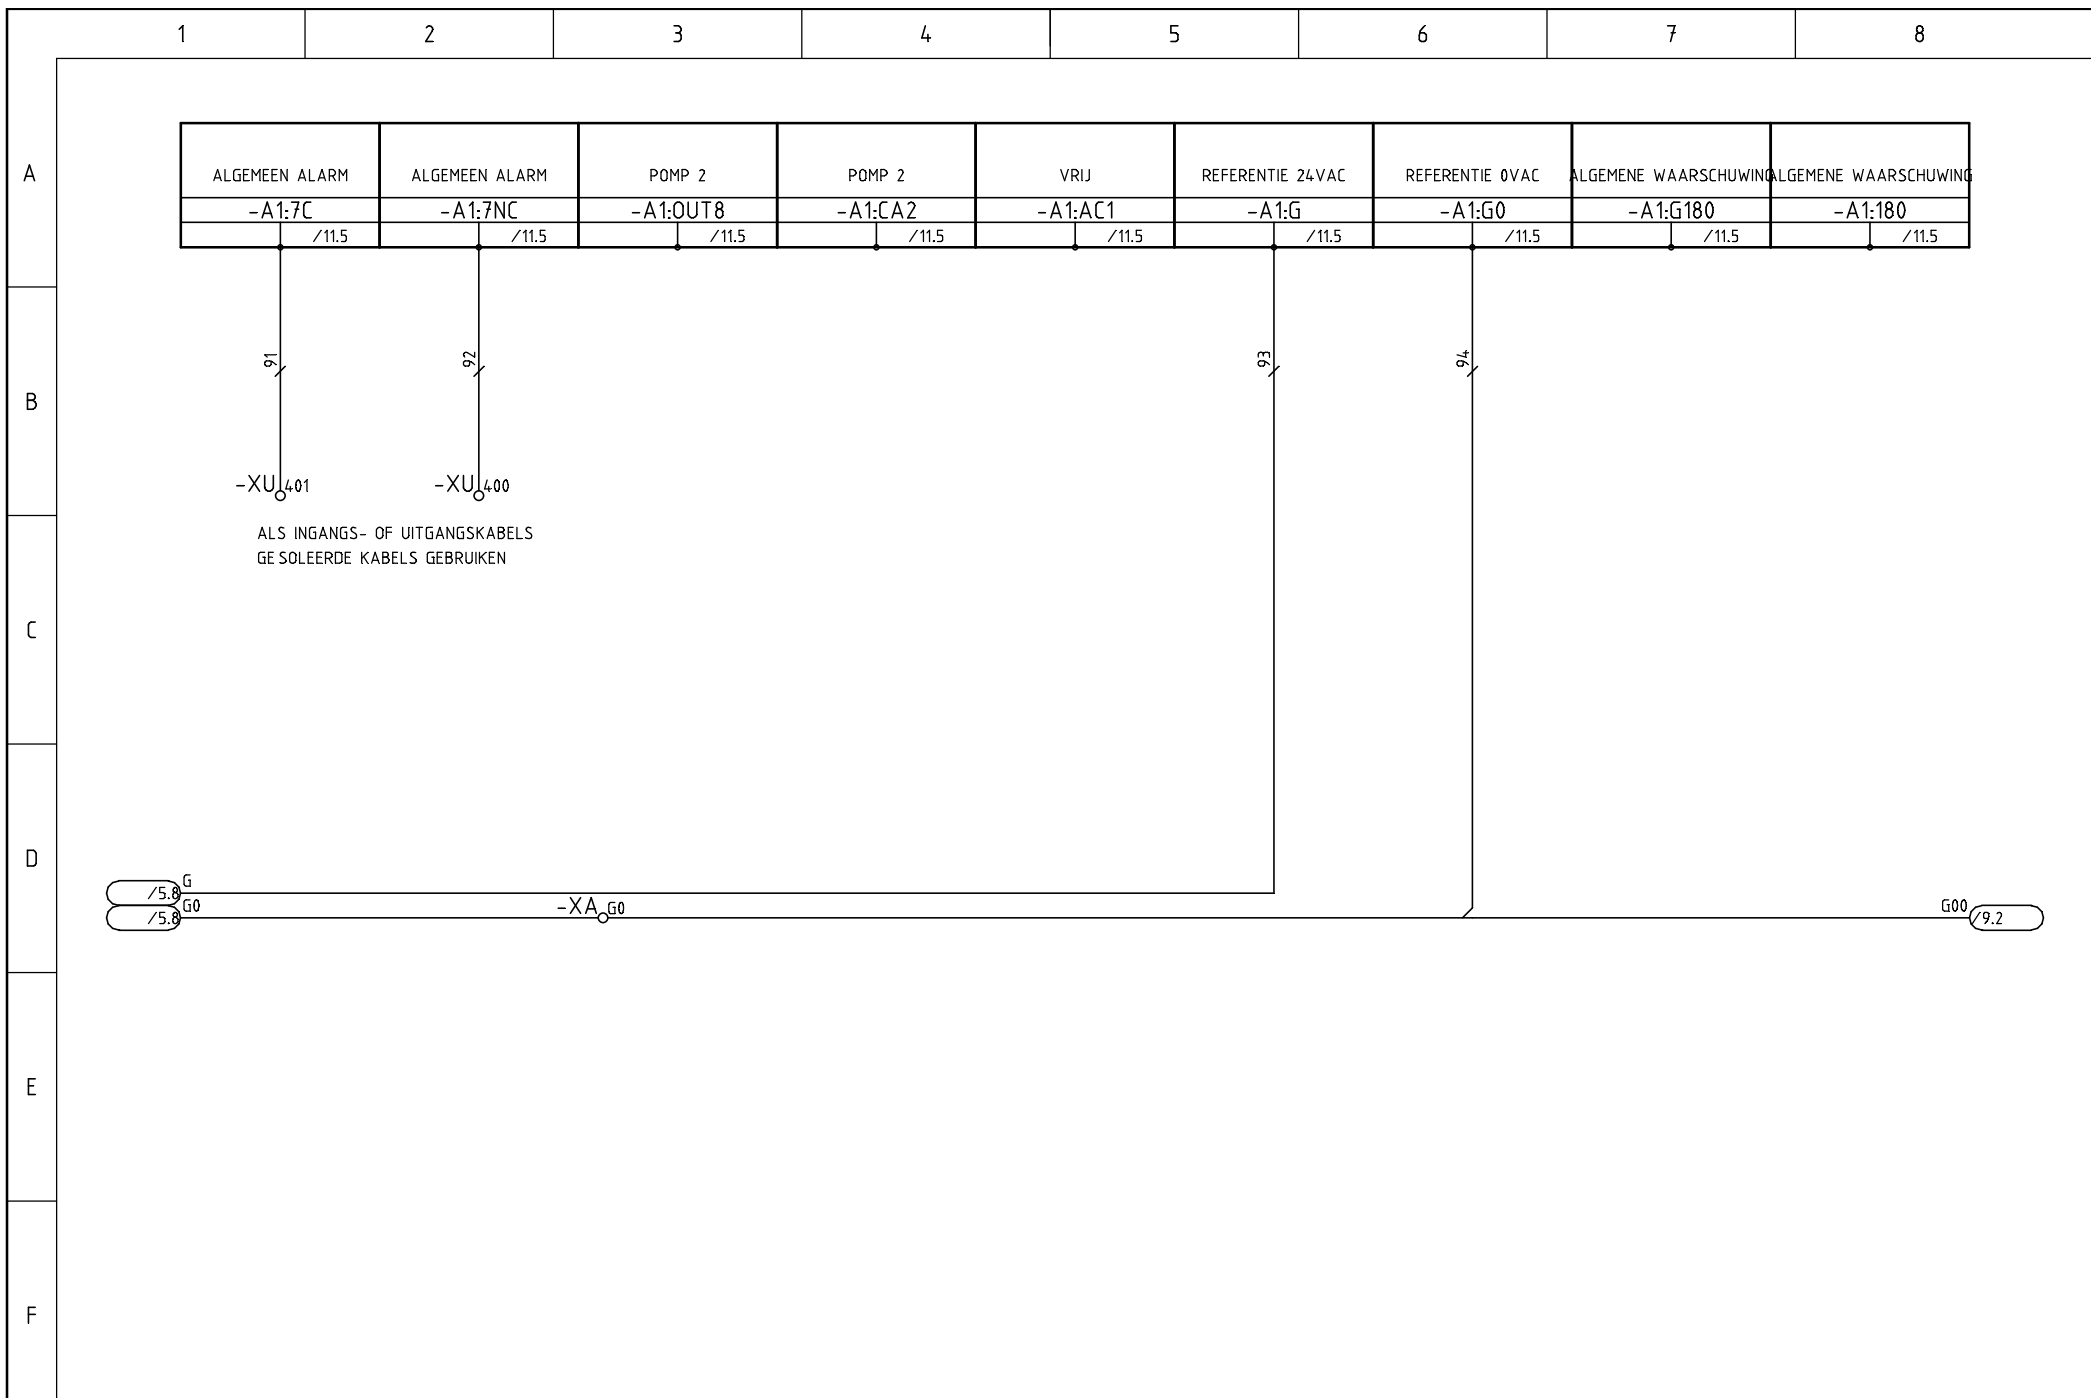 1 2 3 4 5 6 7 8
A
ALGEMEEN ALARM ALGEMEEN ALARM POMP 2 POMP 2 VRIJ REFERENTIE 24VAC REFERENTIE 0VAC ALGEMENE WAARSCHUWING ALGEMENE WAARSCHUWING
-A1:7C -A1:7NC -A1:OUT8 -A1:CA2 -A1:AC1 -A1:G -A1:G0 -A1:G180 -A1:180
/11.5 /11.5 /11.5 /11.5 /11.5 /11.5 /11.5 /11.5 /11.5
91 92 93 94
B
-XU 401 -XU 400
ALS INGANGS- OF UITGANGSKABELS
GE SOLEERDE KABELS GEBRUIKEN
C
D
G
/5.8
G0 -XA G0 G00
/5.8 /9.2
E
F